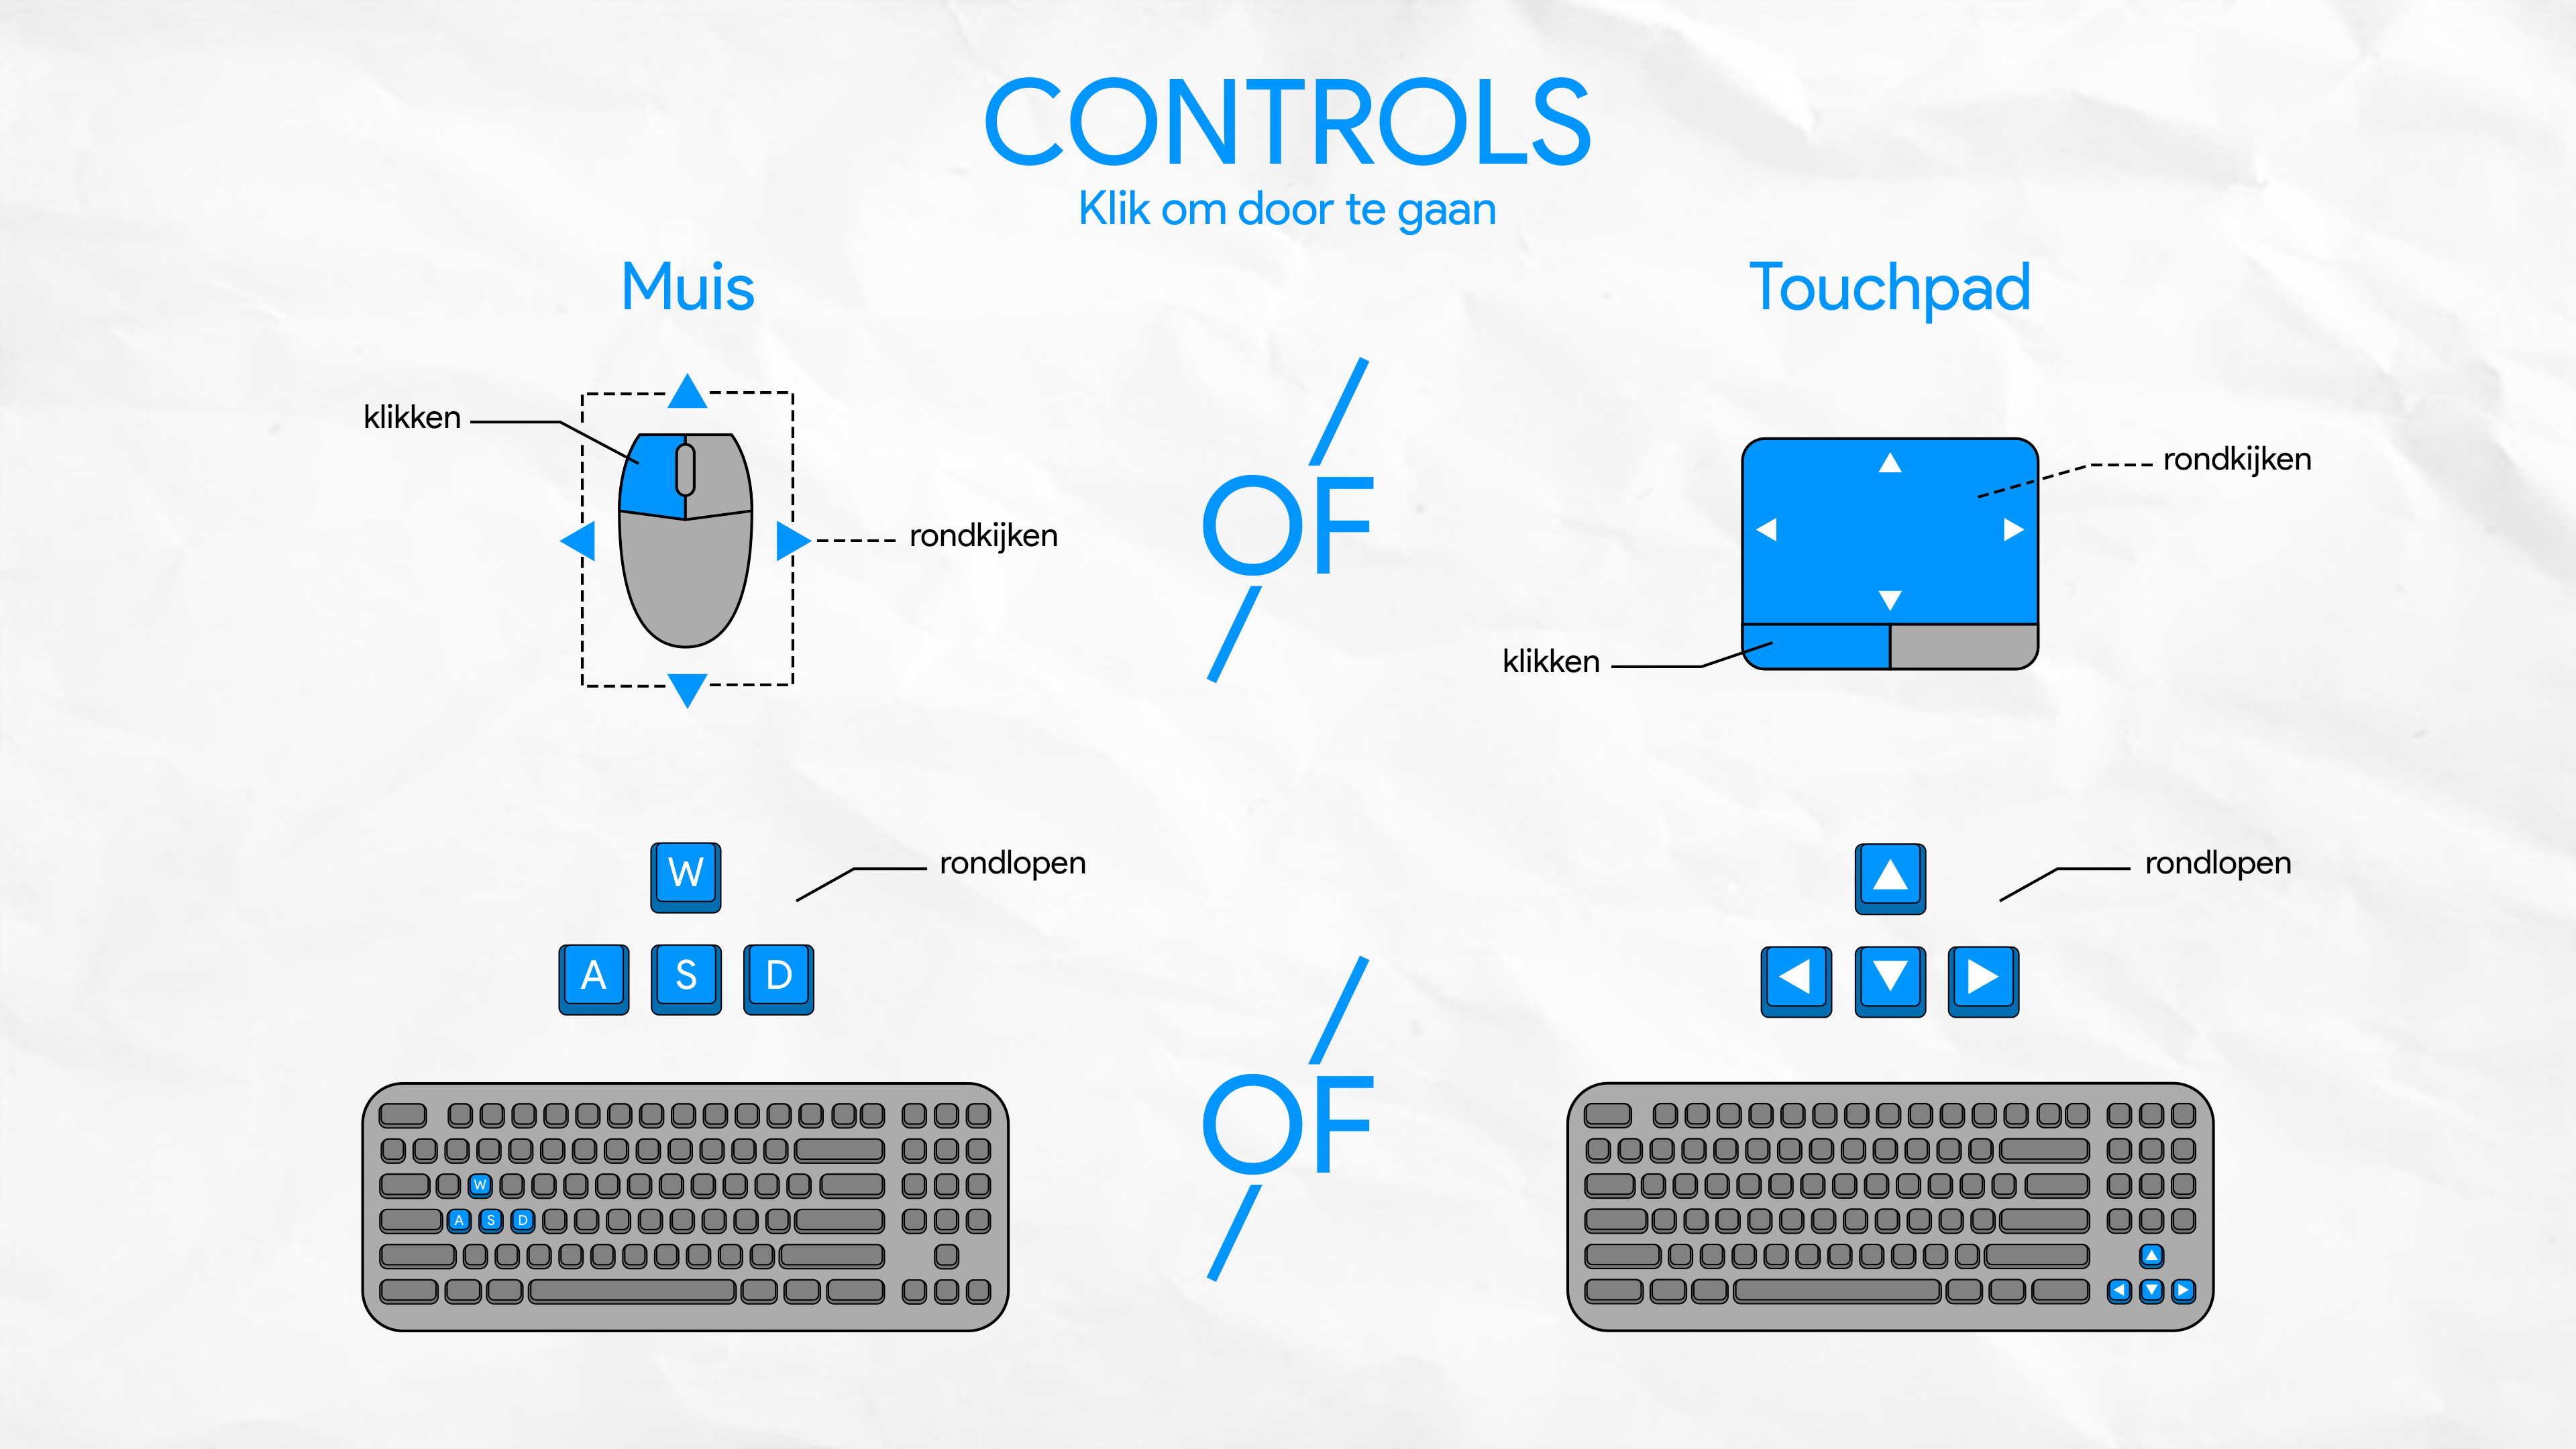 CONTROLS
Klik om door te gaan
Muis
Touchpad
klikken
rondkijken
OF
rondkijken
klikken
W
A S D
rondlopen
rondlopen
OF
W
A S D